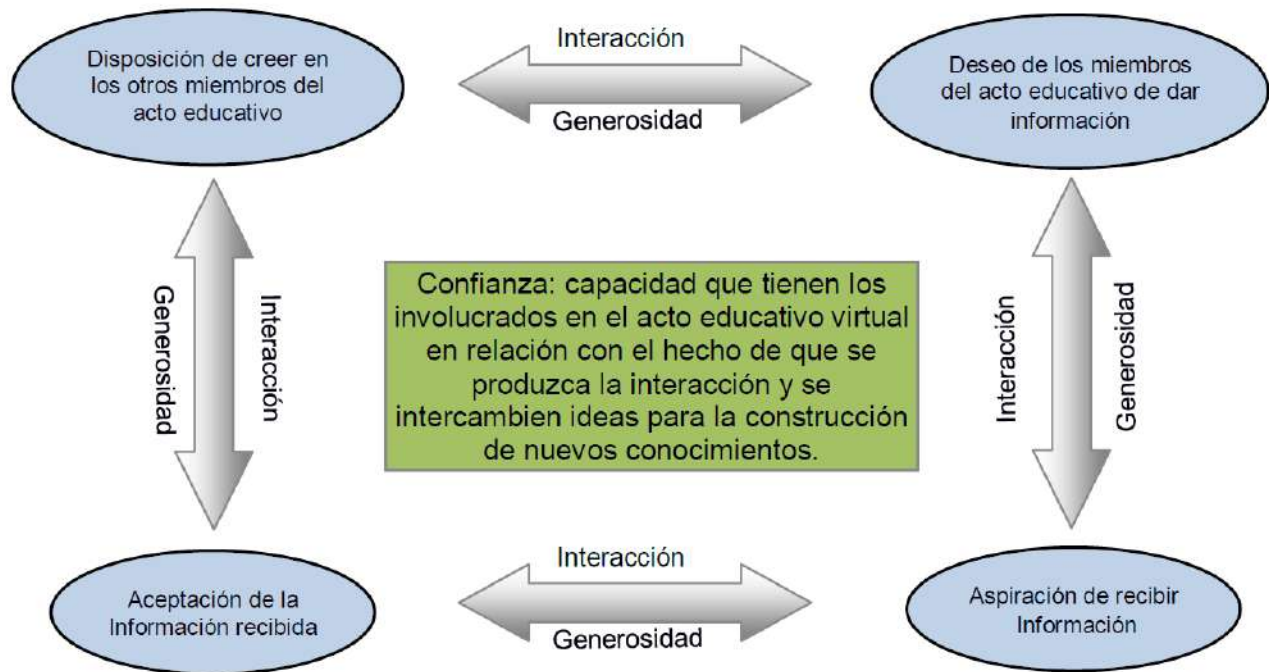 Disposición de creer en
los otros miembros del
acto educativo
Interacción
Generosidad
Deseo de los miembros
del acto educativo de dar
información
Generosidad
Interacción
Confianza: capacidad que tienen los
involucrados en el acto educativo virtual
en relación con el hecho de que se
produzca la interacción y se
intercambien ideas para la construcción
de nuevos conocimientos.
Interacción
Generosidad
Aceptación de la
Información recibida
Interacción
Generosidad
Aspiración de recibir
Información